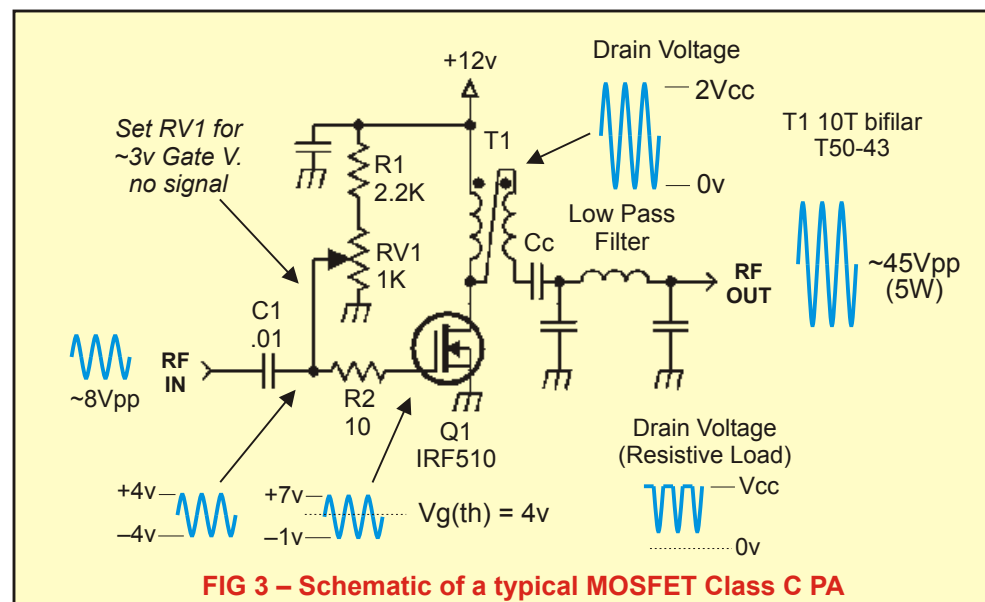 Drain Voltage
+12v
2Vcc
0v
Set RV1 for
~3v Gate V.
no signal
T1
T1 10T bifilar
T50-43
R1
2.2K
Low Pass
Filter
RV1
1K
Cc
RF
OUT
~45Vpp
(5W)
C1
.01
RF
IN
~8Vpp
R2
10
Q1
IRF510
Drain Voltage
(Resistive Load)
Vcc
0v
+4v
–4v
+7v
–1v
Vg(th) = 4v
FIG 3 – Schematic of a typical MOSFET Class C PA